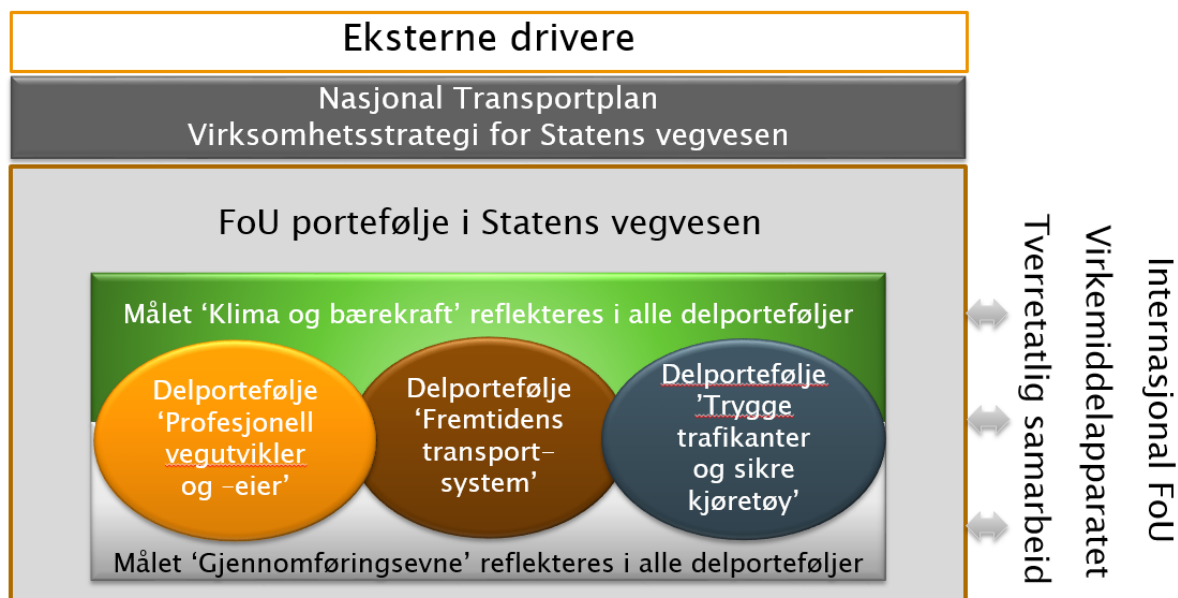 Eksterne drivere
Nasjonal Transportplan
Virksomhetsstrategi for Statens vegvesen
FoU portefølje i Statens vegvesen
Målet ‘Klima og bærekraft’ reflekteres i alle delporteføljer
Delportefølje
‘Profesjonell
vegutvikler
og –eier’
Delportefølje
‘Fremtidens
transport–
system’
Delportefølje
’Trygge
trafikanter
og sikre
kjøretøy’
Målet ‘Gjennomføringsevne’ reflekteres i alle delporteføljer
Tverretatlig samarbeid
Virkemiddelapparatet
Internasjonal FoU